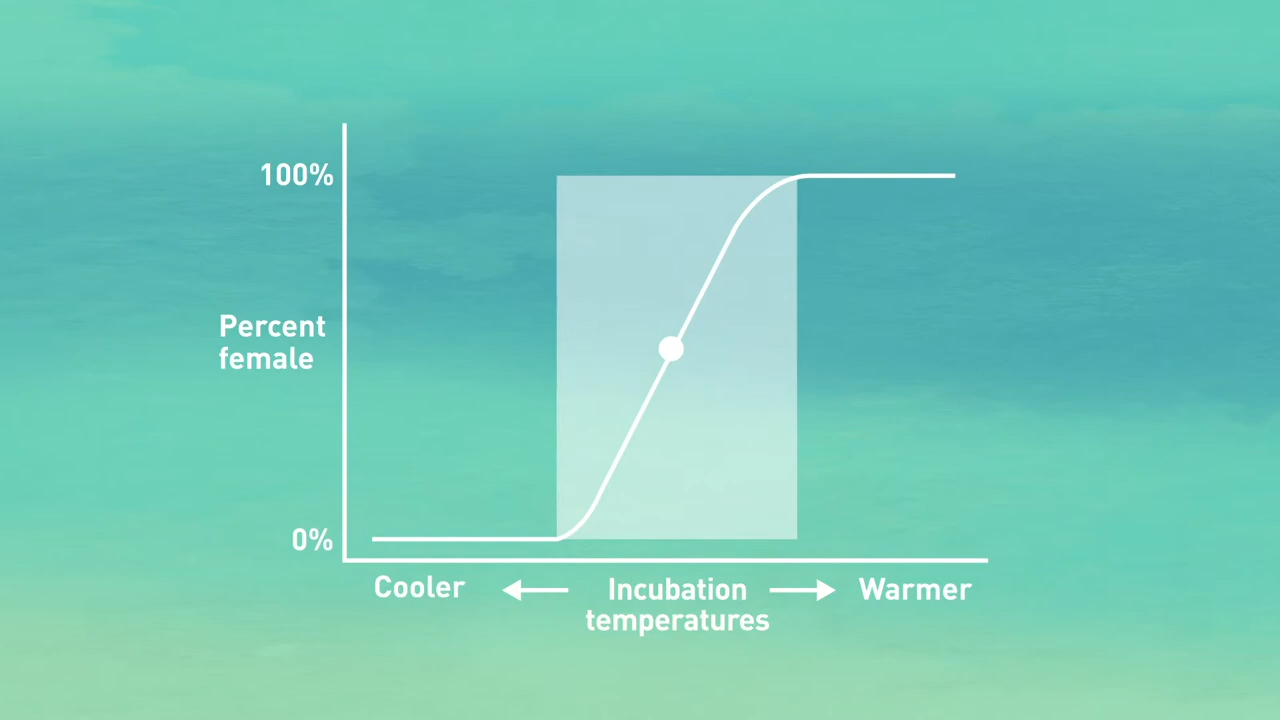 100%
Percent
female
0%
Cooler
Incubation
temperatures
Warmer